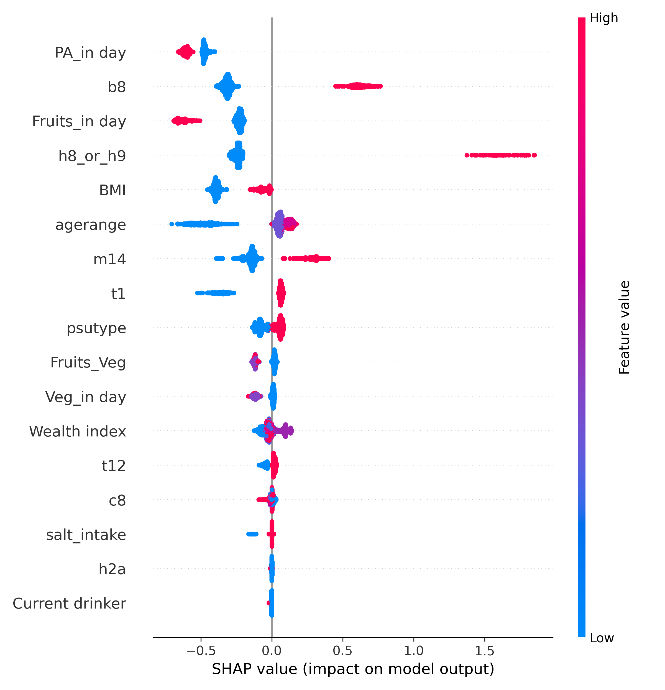 High
PA_in day
b8
Fruits_in day
h8_or_h9
BMI
agerange
m14
t1
psutype
Fruits_Veg
Veg_in day
Wealth index
t12
c8
salt_intake
h2a
Current drinker
Feature value
Low
−0.5 0.0 0.5 1.0 1.5
SHAP value (impact on model output)